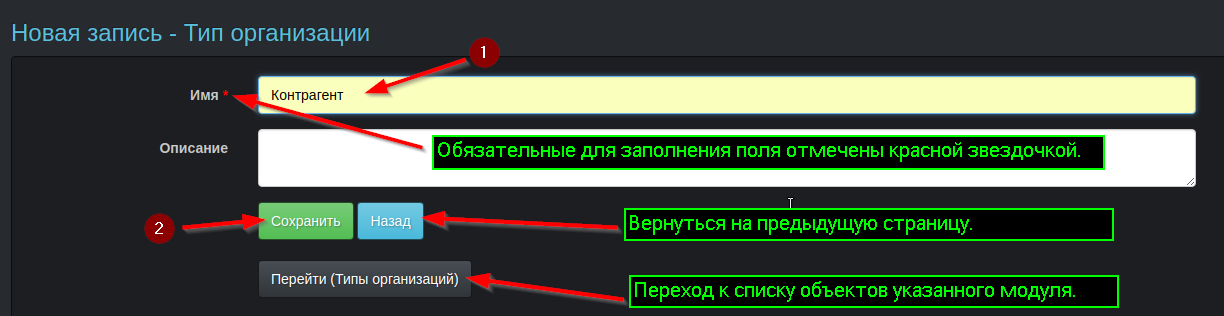 Новая запись - Тип организации
1
Имя * Контрагент
Описание
Обязательные для заполнения поля отмечены красной звездочкой.
2 Сохранить Назад Вернуться на предыдущую страницу.
Перейти (Типы организаций) Переход к списку объектов указанного модуля.